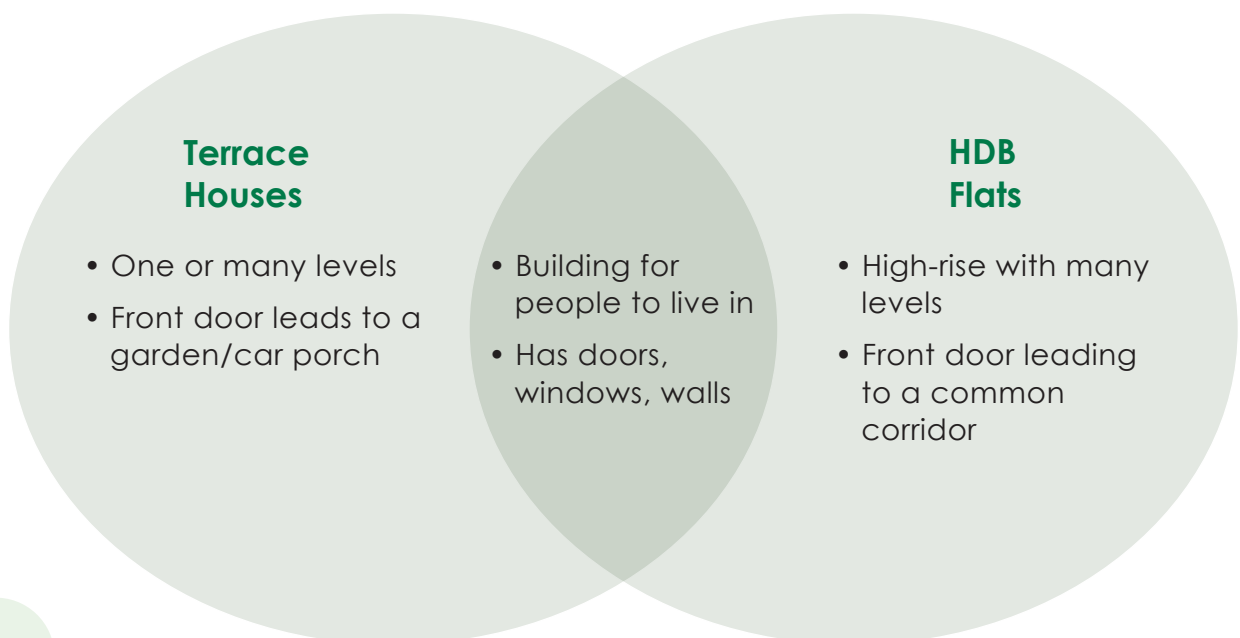 Terrace
Houses
• One or many levels
• Front door leads to a
garden/car porch
• Building for
people to live in
• Has doors,
windows, walls
HDB
Flats
• High-rise with many
levels
• Front door leading
to a common
corridor